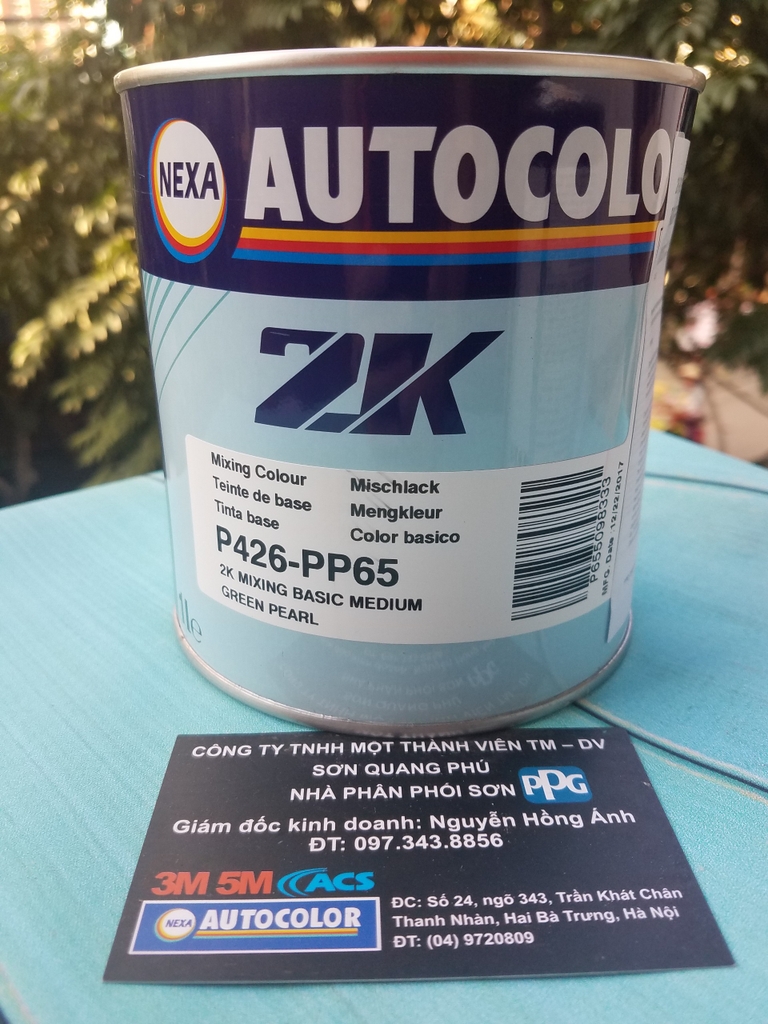 NEXA AUTOCOLO
2K
Mixing Colour
Teinte de base
Tinta base
Mischlack
Mengkleur
Color basico
P426-PP65
2K MIXING BASIC MEDIUM
GREEN PEARL
P655098333
MFG. Date 12/22/2017
1Le
CÔNG TY TNHH MỘT THÀNH VIÊN TM – DV
SƠN QUANG PHÚ
NHÀ PHÂN PHỐI SƠN PPG
Giám đốc kinh doanh: Nguyễn Hồng Ánh
ĐT: 097.343.8856
3M 5M ACS
NEXA AUTOCOLOR
ĐC: Số 24, ngõ 343, Trần Khát Chân
Thanh Nhàn, Hai Bà Trưng, Hà Nội
ĐT: (04) 9720809